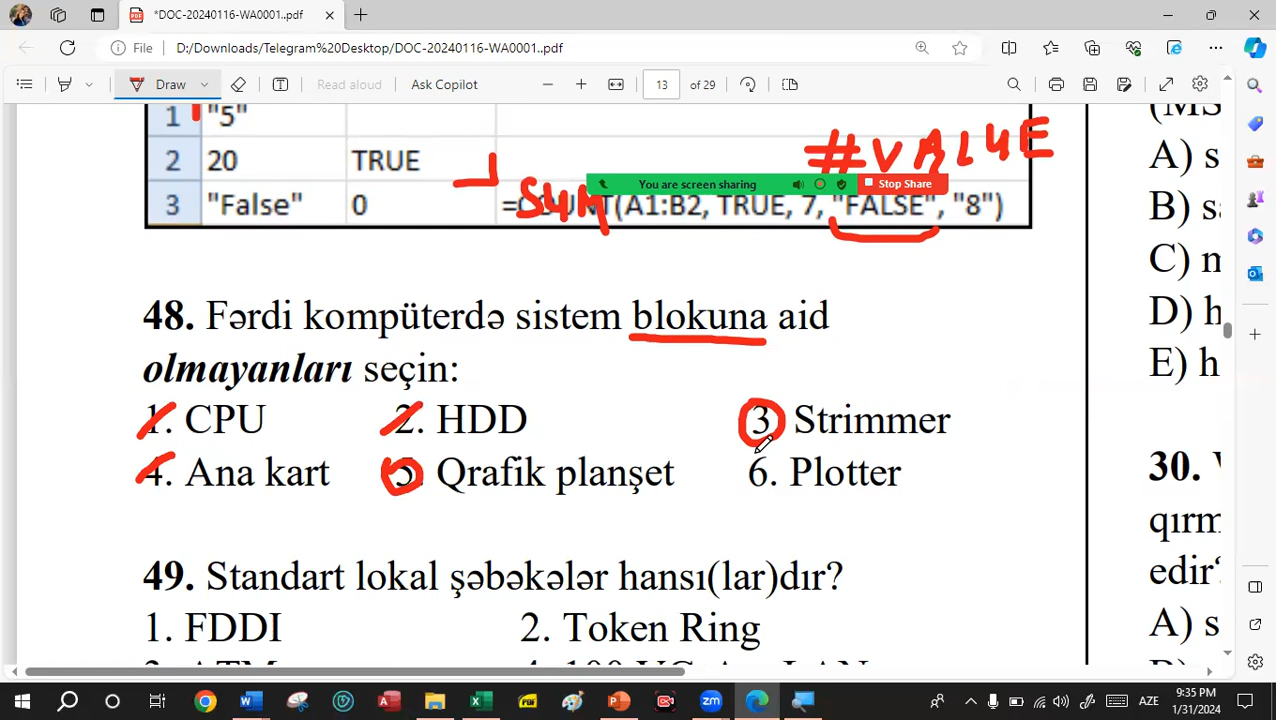 *DOC-20240116-WA0001..pdf
File
D:/Downloads/Telegram%20Desktop/DOC-20240116-WA0001..pdf
Draw
Read aloud
Ask Copilot
13
of 29
1 "5"
2 20 TRUE
#VALUE
You are screen sharing
Stop Share
SUM
3 "False" 0 =COUNT(A1:B2, TRUE, 7, "FALSE", "8")
48. Fərdi kompüterdə sistem blokuna aid
olmayanları seçin:
1. CPU 2. HDD 3 Strimmer
4. Ana kart 5. Qrafik planşet 6. Plotter
49. Standart lokal şəbəkələr hansı(lar)dır?
1. FDDI 2. Token Ring
(MS
A) s
B) sa
C) m
D) h
E) h
30. V
qırm
edir?
A) s
AZE
9:35 PM
1/31/2024